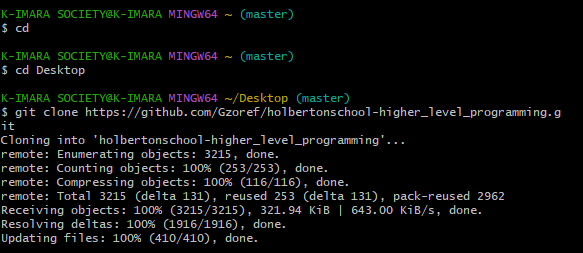 K-IMARA SOCIETY@K-IMARA MINGW64 ~ (master)
$ cd
K-IMARA SOCIETY@K-IMARA MINGW64 ~ (master)
$ cd Desktop
K-IMARA SOCIETY@K-IMARA MINGW64 ~/Desktop (master)
$ git clone https://github.com/Gzoref/holbertonschool-higher_level_programming.g
it
Cloning into 'holbertonschool-higher_level_programming'...
remote: Enumerating objects: 3215, done.
remote: Counting objects: 100% (253/253), done.
remote: Compressing objects: 100% (116/116), done.
remote: Total 3215 (delta 131), reused 253 (delta 131), pack-reused 2962
Receiving objects: 100% (3215/3215), 321.94 KiB | 643.00 KiB/s, done.
Resolving deltas: 100% (1916/1916), done.
Updating files: 100% (410/410), done.